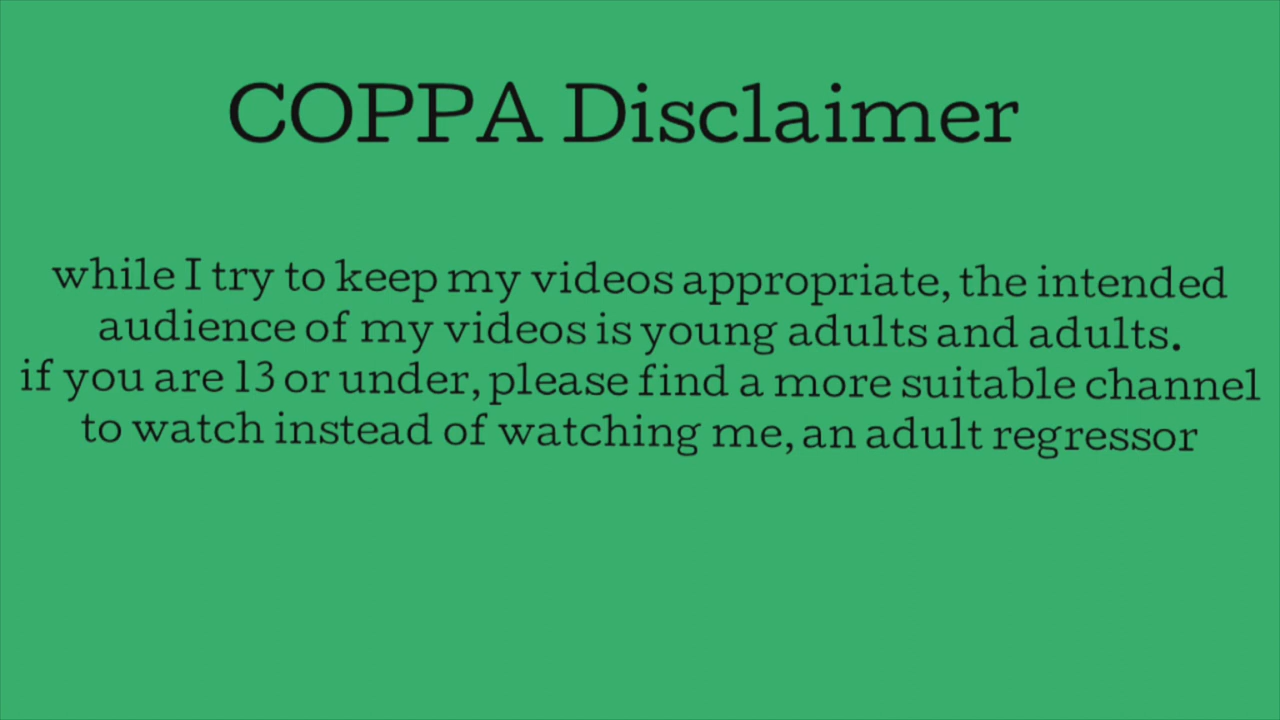 COPPA Disclaimer
while I try to keep my videos appropriate, the intended
audience of my videos is young adults and adults.
if you are 13 or under, please find a more suitable channel
to watch instead of watching me, an adult regressor